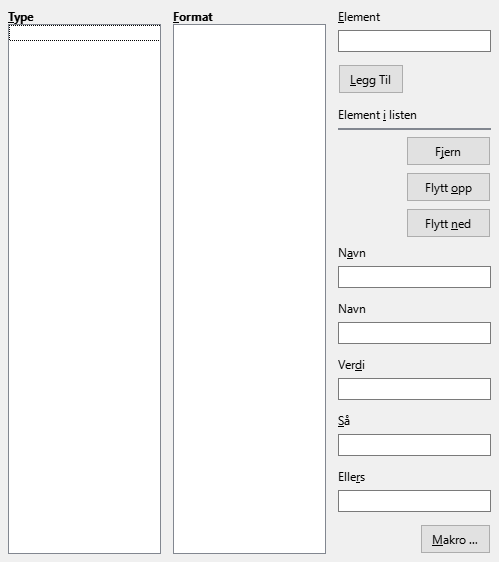 Type
Format
Element
Legg Til
Element i listen
Fjern
Flytt opp
Flytt ned
Navn
Navn
Verdi
Så
Ellers
Makro ...